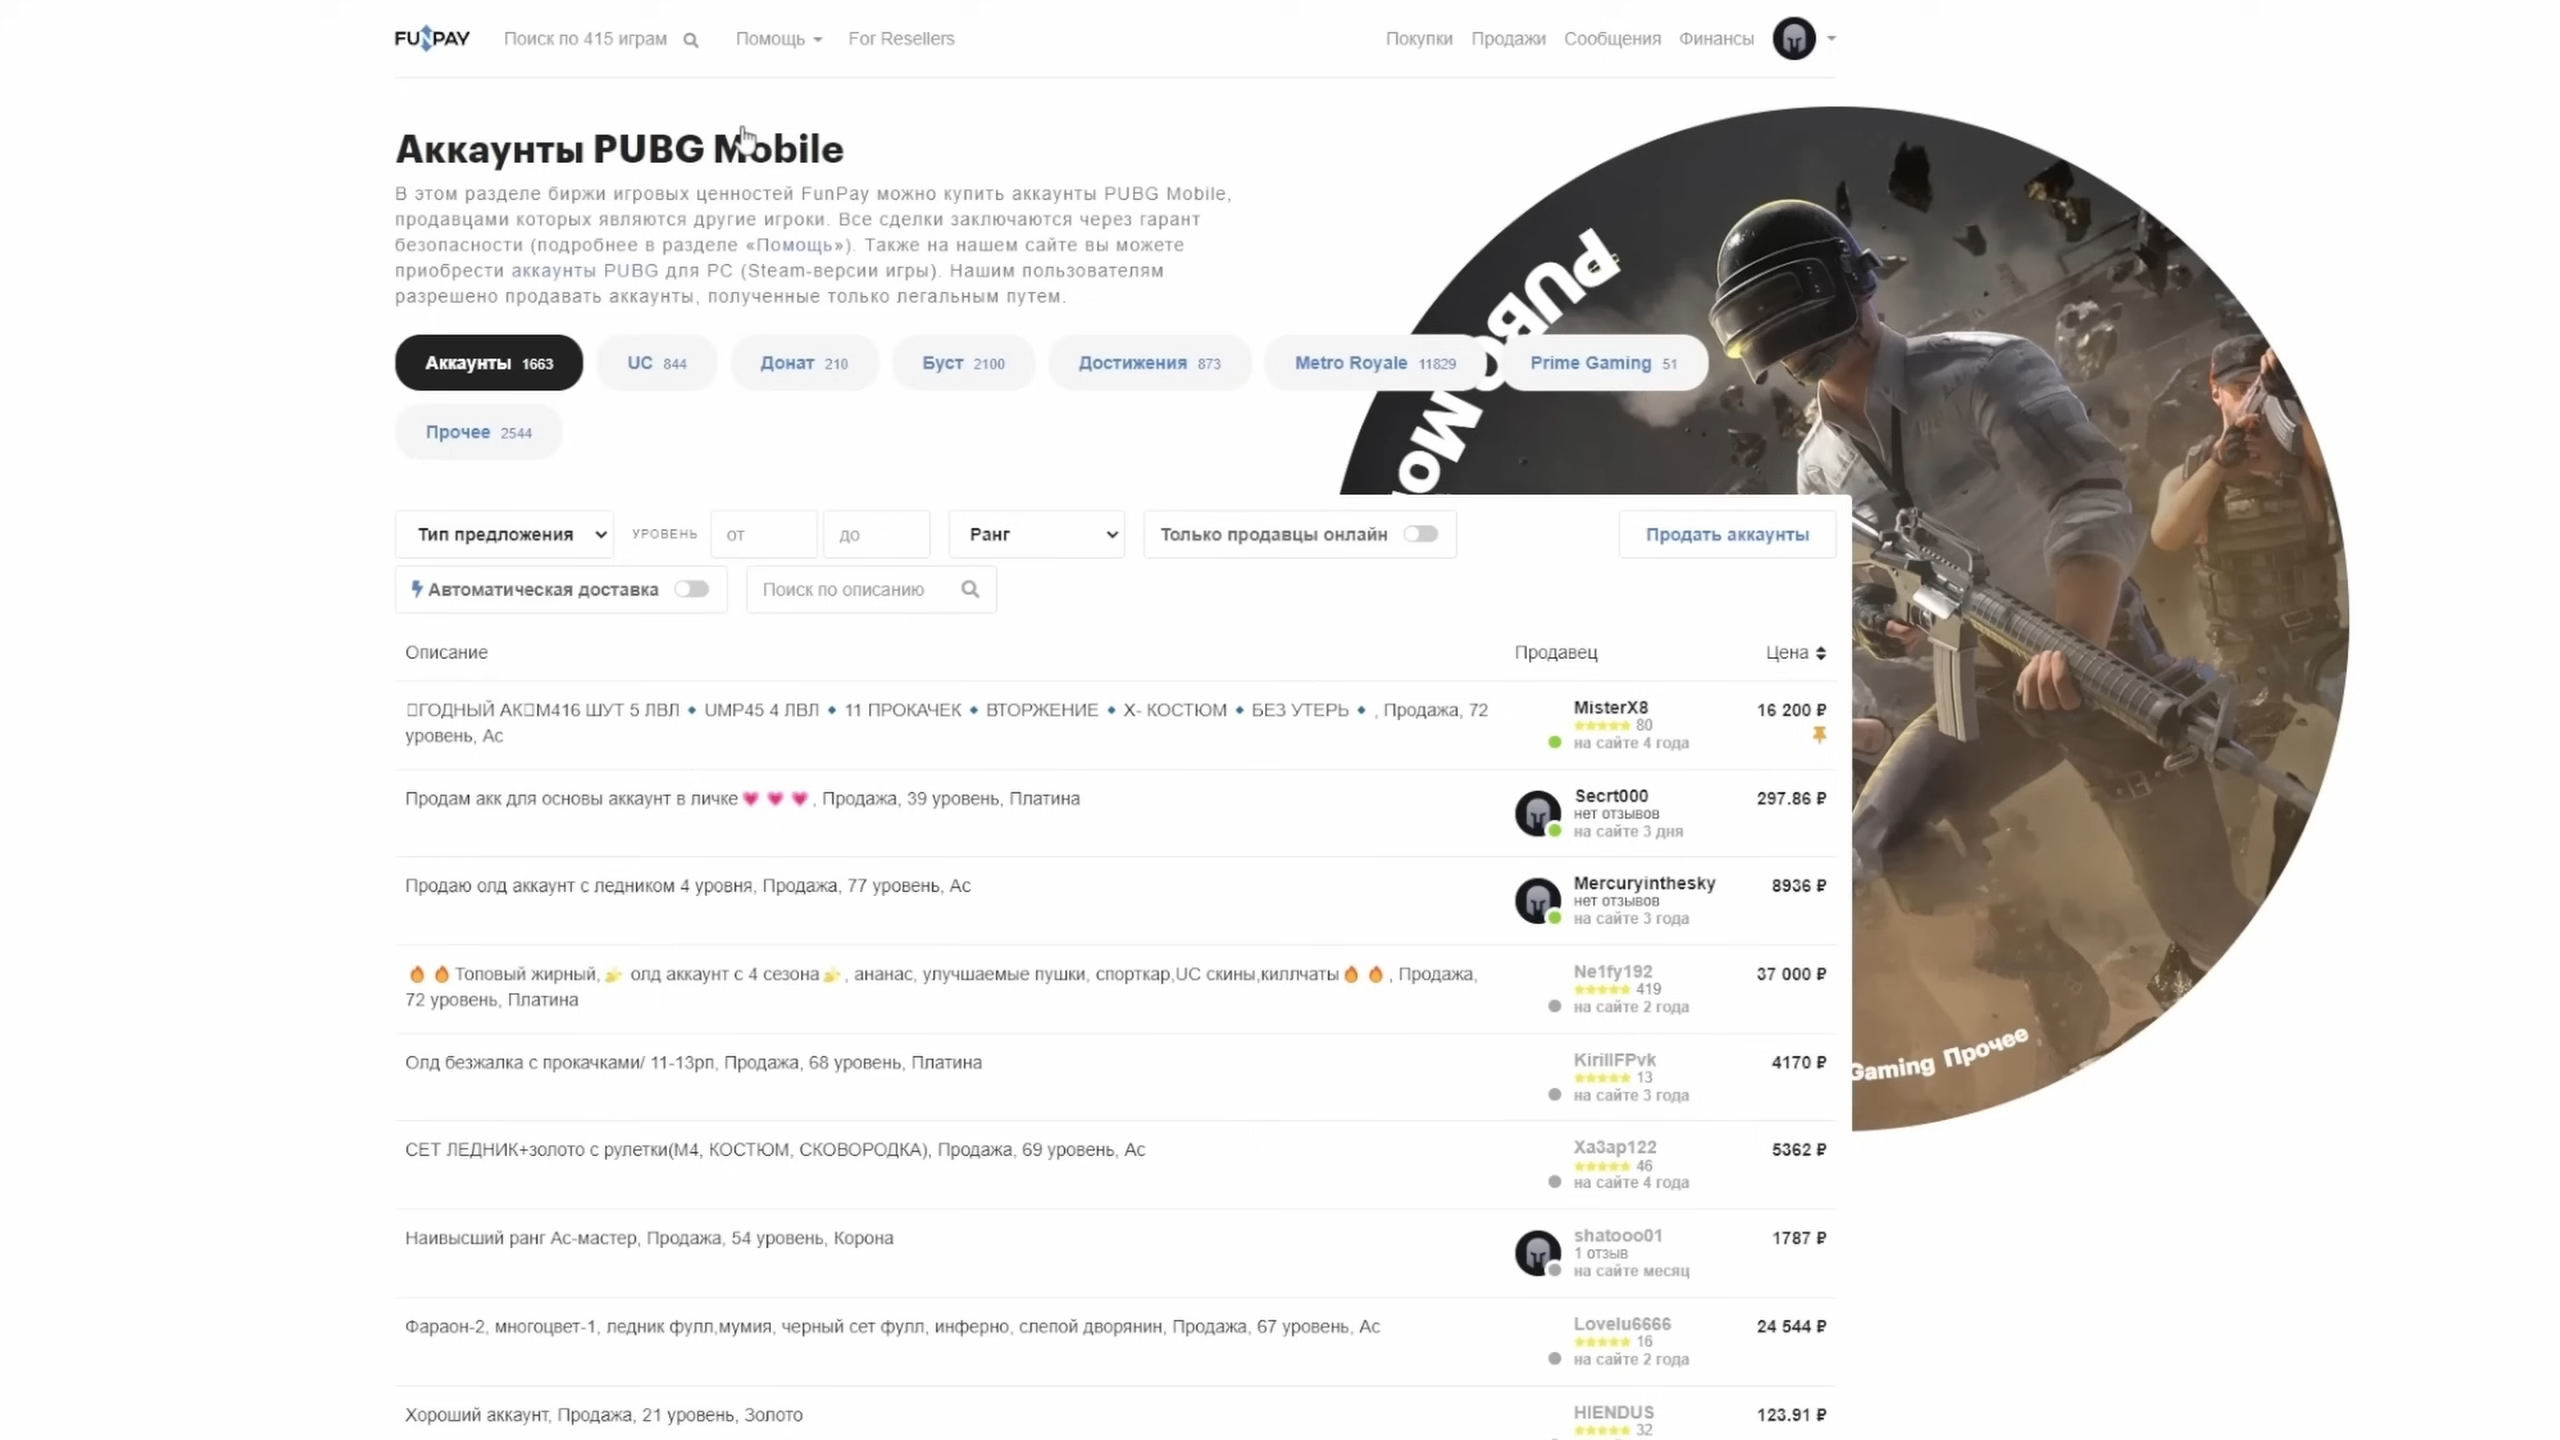 FUNPAY
Поиск по 415 играм
Помощь
For Resellers
Покупки
Продажи
Сообщения
Финансы
Аккаунты PUBG Mobile
В этом разделе биржи игровых ценностей FunPay можно купить аккаунты PUBG Mobile,
продавцами которых являются другие игроки. Все сделки заключаются через гарант
безопасности (подробнее в разделе «Помощь»). Также на нашем сайте вы можете
приобрести аккаунты PUBG для PC (Steam-версии игры). Нашим пользователям
разрешено продавать аккаунты, полученные только легальным путем.
PUBG Mo
Аккаунты 1663
UC 844
Донат 210
Буст 2100
Достижения 873
Metro Royale 11829
Prime Gaming 51
Прочее 2544
Тип предложения
УРОВЕНЬ
от
до
Ранг
Только продавцы онлайн
Продать аккаунты
Автоматическая доставка
Поиск по описанию
Описание
Продавец
Цена
ГОДНЫЙ АК М416 ШУТ 5 ЛВЛ 🔹 UMP45 4 ЛВЛ 🔹 11 ПРОКАЧЕК 🔹 ВТОРЖЕНИЕ 🔹 Х- КОСТЮМ 🔹 БЕЗ УТЕРЬ 🔹 , Продажа, 72
уровень, Ас
MisterX8
80
на сайте 4 года
16 200 ₽
Продам акк для основы аккаунт в личке💗 💗 💗 , Продажа, 39 уровень, Платина
Secrt000
нет отзывов
на сайте 3 дня
297.86 ₽
Продаю олд аккаунт с ледником 4 уровня, Продажа, 77 уровень, Ас
Mercuryinthesky
нет отзывов
на сайте 3 года
8936 ₽
🔥 🔥 Топовый жирный, олд аккаунт с 4 сезона , ананас, улучшаемые пушки, спорткар,UC скины,киллчаты🔥 🔥 , Продажа,
72 уровень, Платина
Ne1fy192
419
на сайте 2 года
37 000 ₽
Олд безжалка с прокачками/ 11-13рп, Продажа, 68 уровень, Платина
KirillFPvk
13
на сайте 3 года
4170 ₽
СЕТ ЛЕДНИК+золото с рулетки(М4, КОСТЮМ, СКОВОРОДКА), Продажа, 69 уровень, Ас
Xa3ap122
46
на сайте 4 года
5362 ₽
Наивысший ранг Ас-мастер, Продажа, 54 уровень, Корона
shatooo01
1 отзыв
на сайте месяц
1787 ₽
Фараон-2, многоцвет-1, ледник фулл,мумия, черный сет фулл, инферно, слепой дворянин, Продажа, 67 уровень, Ас
Lovelu6666
16
на сайте 2 года
24 544 ₽
Хороший аккаунт, Продажа, 21 уровень, Золото
HIENDUS
32
123.91 ₽
Gaming Прочее